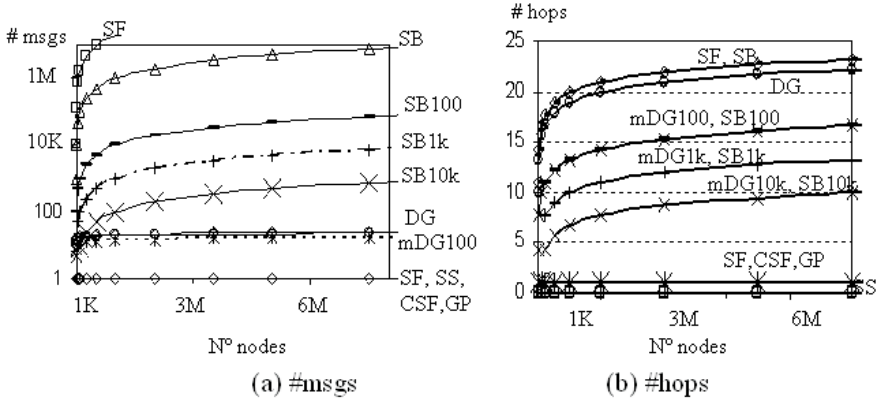 # msgs
SF
SB
1M
SB100
10K
SB1k
SB10k
100
DG
mDG100
1
SF, SS,
CSF,GP
1K 3M 6M
Nº nodes
(a) #msgs
# hops
25
SF, SB
20
DG
mDG100, SB100
15
mDG1k, SB1k
10
mDG10k, SB10k
5
SF,CSF,GP
0
SS
1K 3M 6M
Nº nodes
(b) #hops